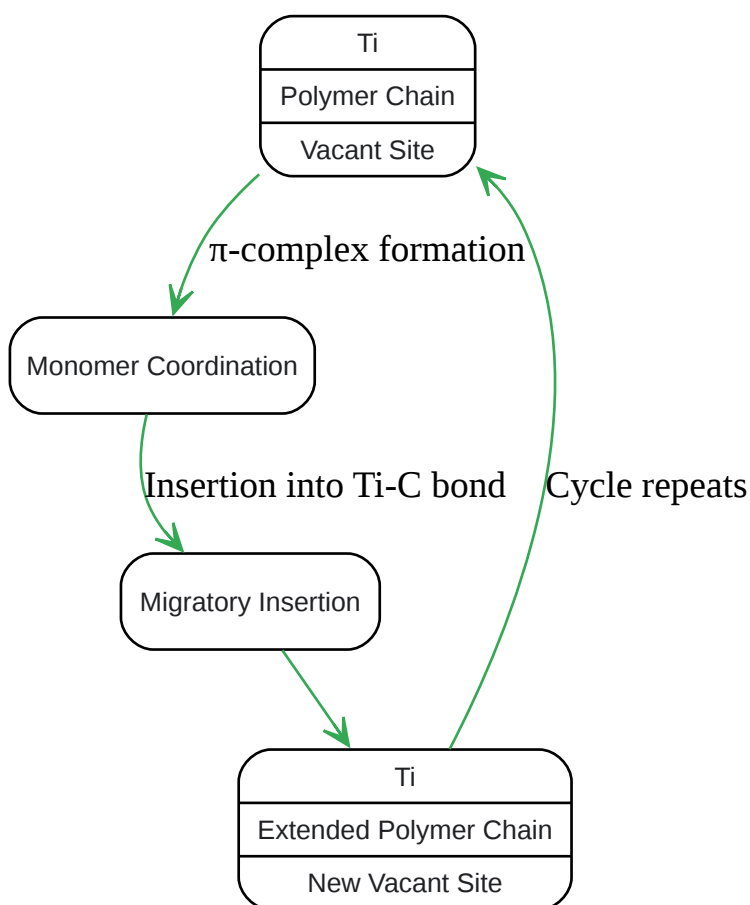 Ti
Polymer Chain
Vacant Site
π-complex formation
Monomer Coordination
Insertion into Ti-C bond
Cycle repeats
Migratory Insertion
Ti
Extended Polymer Chain
New Vacant Site